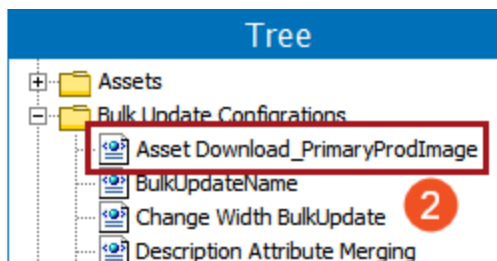 Tree
Assets
Bulk Update Configrations
Asset Download_PrimaryProdImage
BulkUpdateName
Change Width BulkUpdate
2
Description Attribute Merging